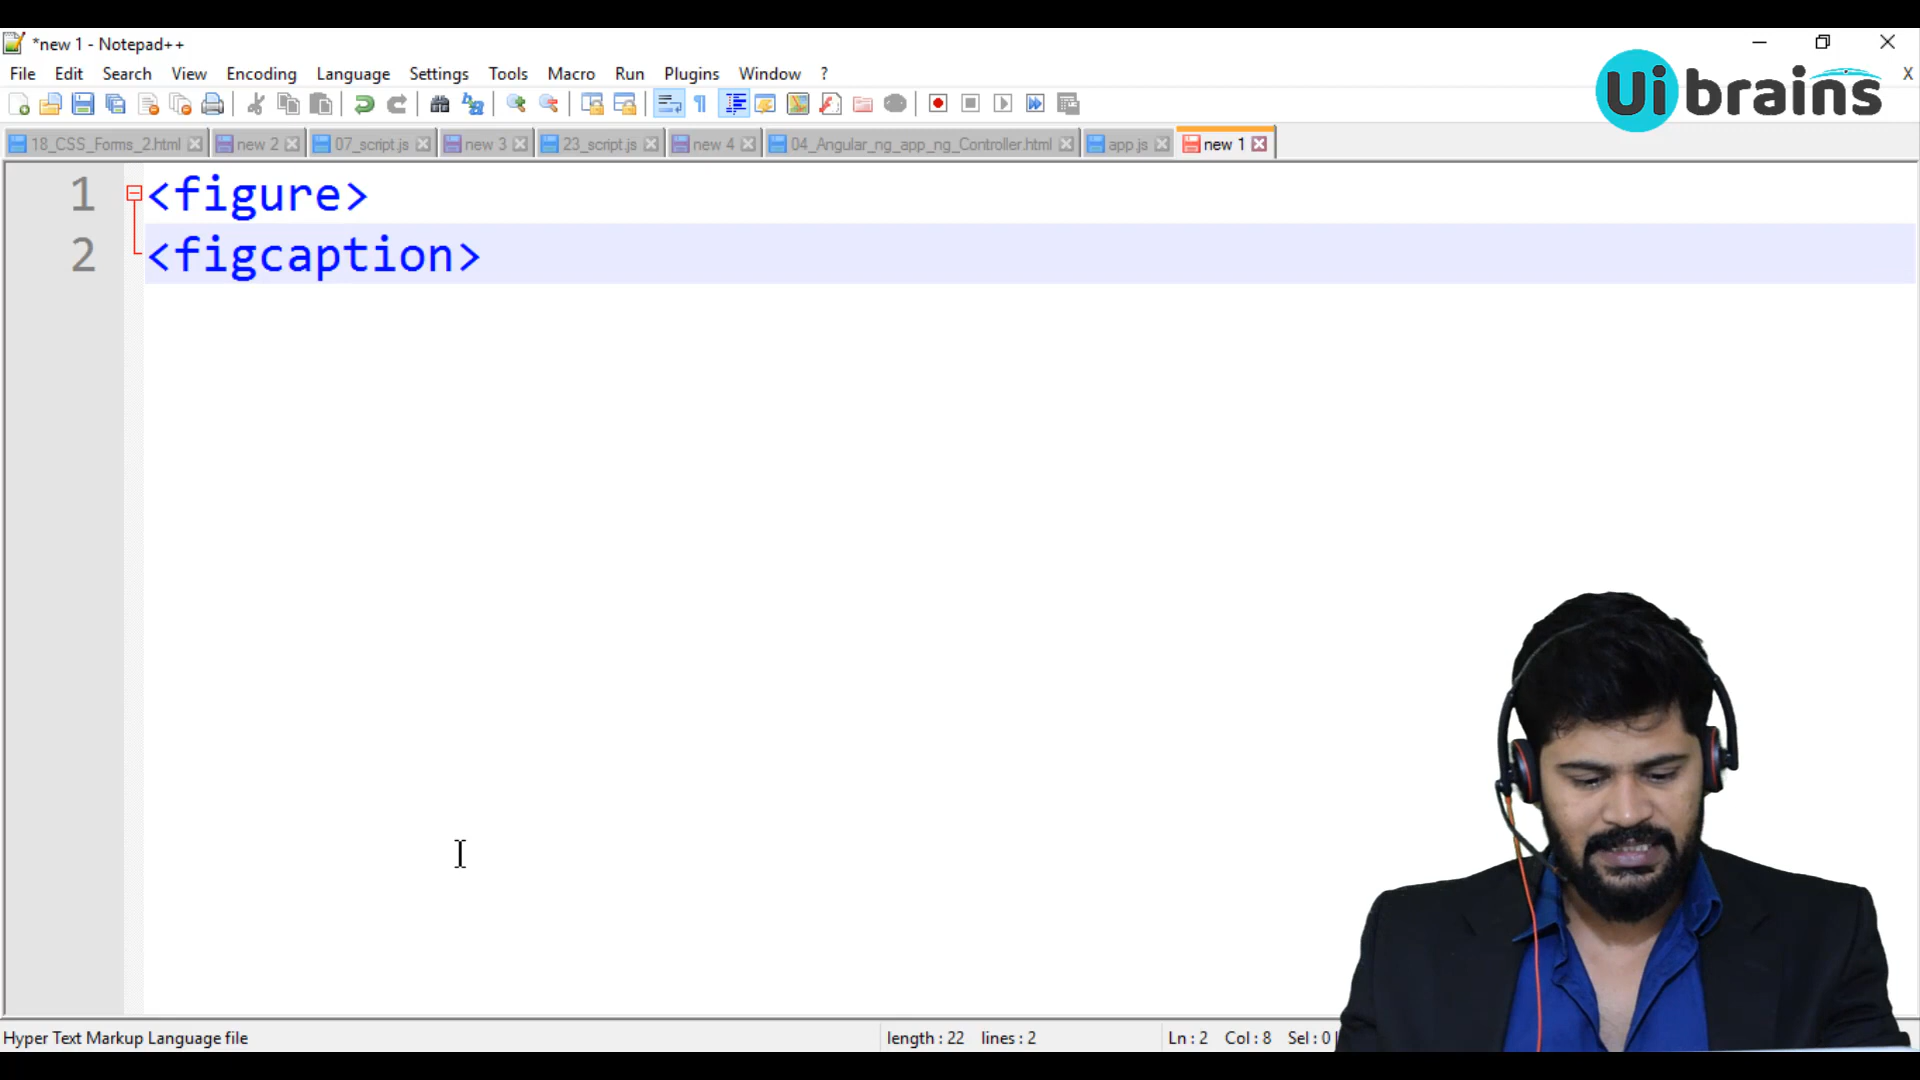 *new 1 - Notepad++
Ui brains
File Edit Search View Encoding Language Settings Tools Macro Run Plugins Window ? X
18_CSS_Forms_2.html new 2 07_script.js new 3 23_script.js new 4 04_Angular_ng_app_ng_Controller.html app.js new 1
1 <figure>
2 <figcaption>
Hyper Text Markup Language file length : 22 lines : 2 Ln : 2 Col : 8 Sel : 0 |